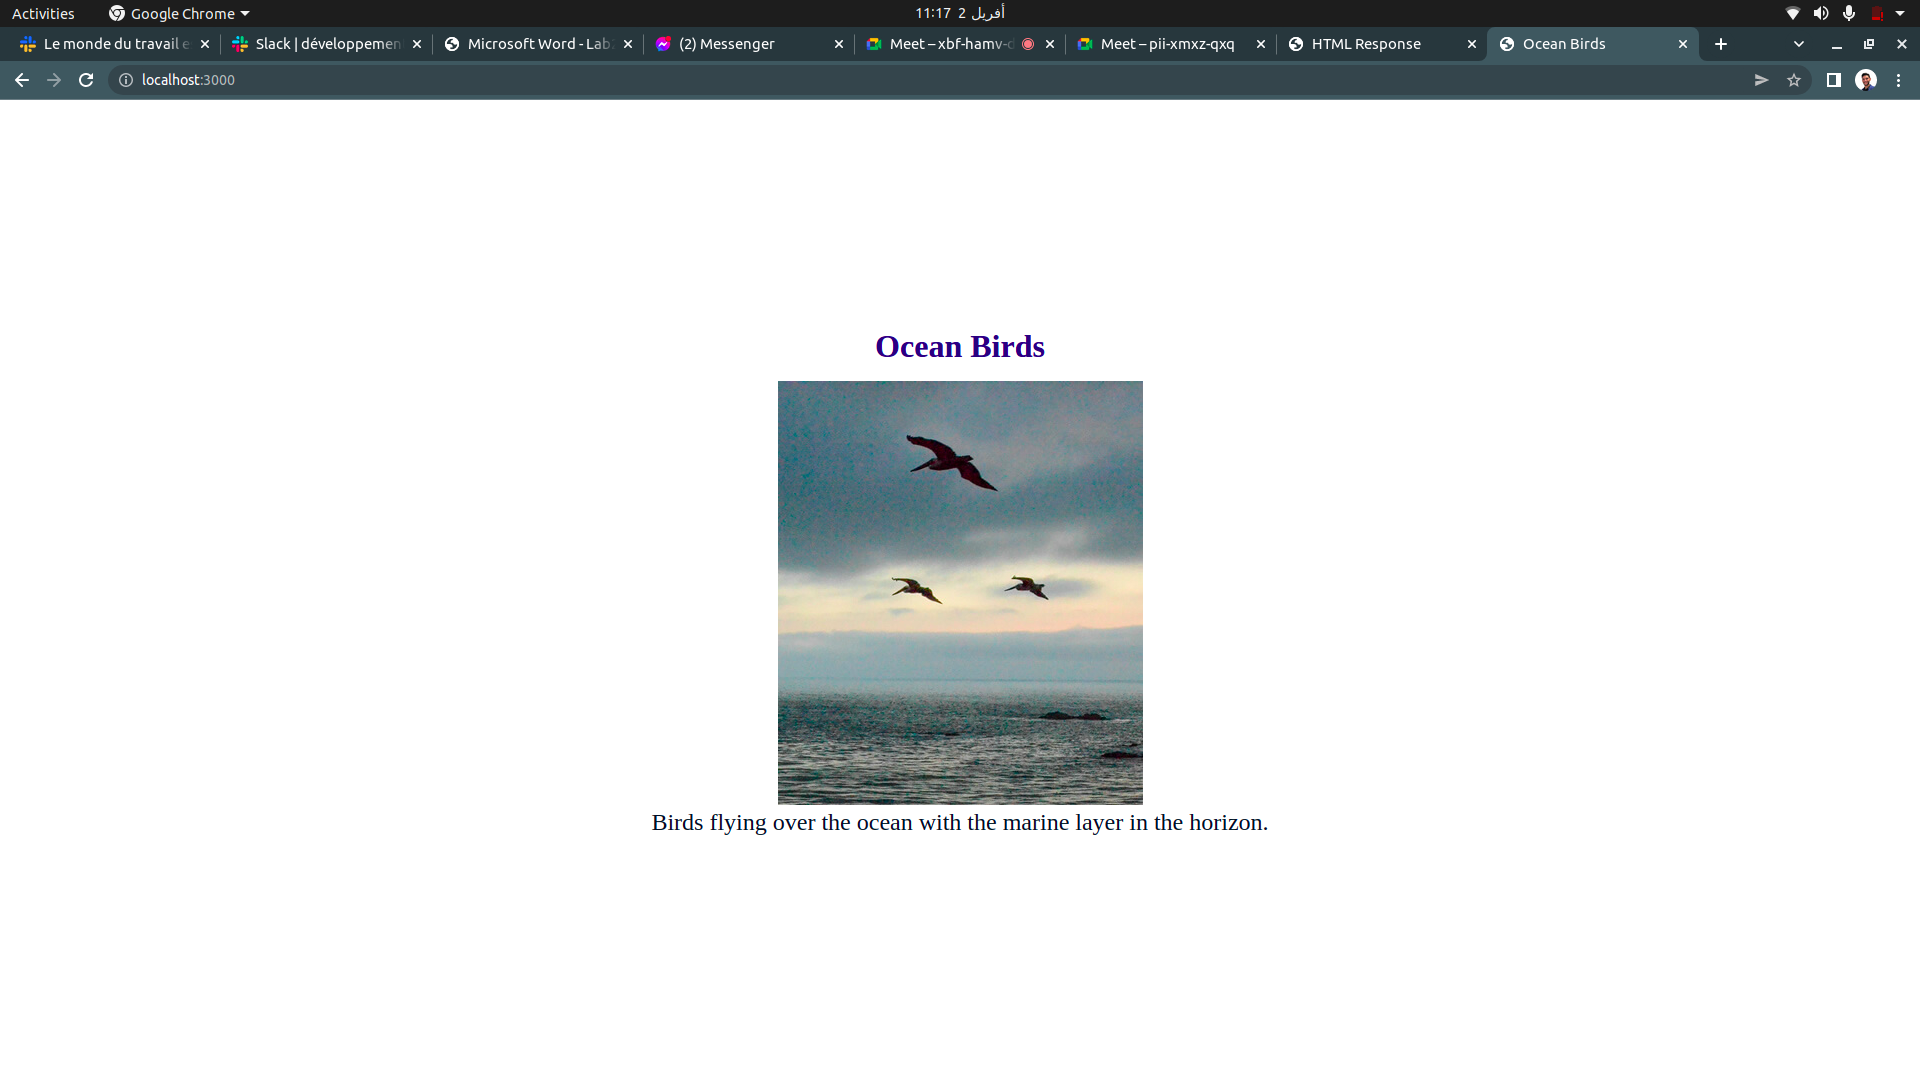 Activities
Google Chrome
11:17 2 أفريل
Le monde du travail e
Slack | développemen
Microsoft Word - Lab
(2) Messenger
Meet – xbf-hamv-d
Meet – pii-xmxz-qxq
HTML Response
Ocean Birds
localhost:3000
Ocean Birds
Birds flying over the ocean with the marine layer in the horizon.